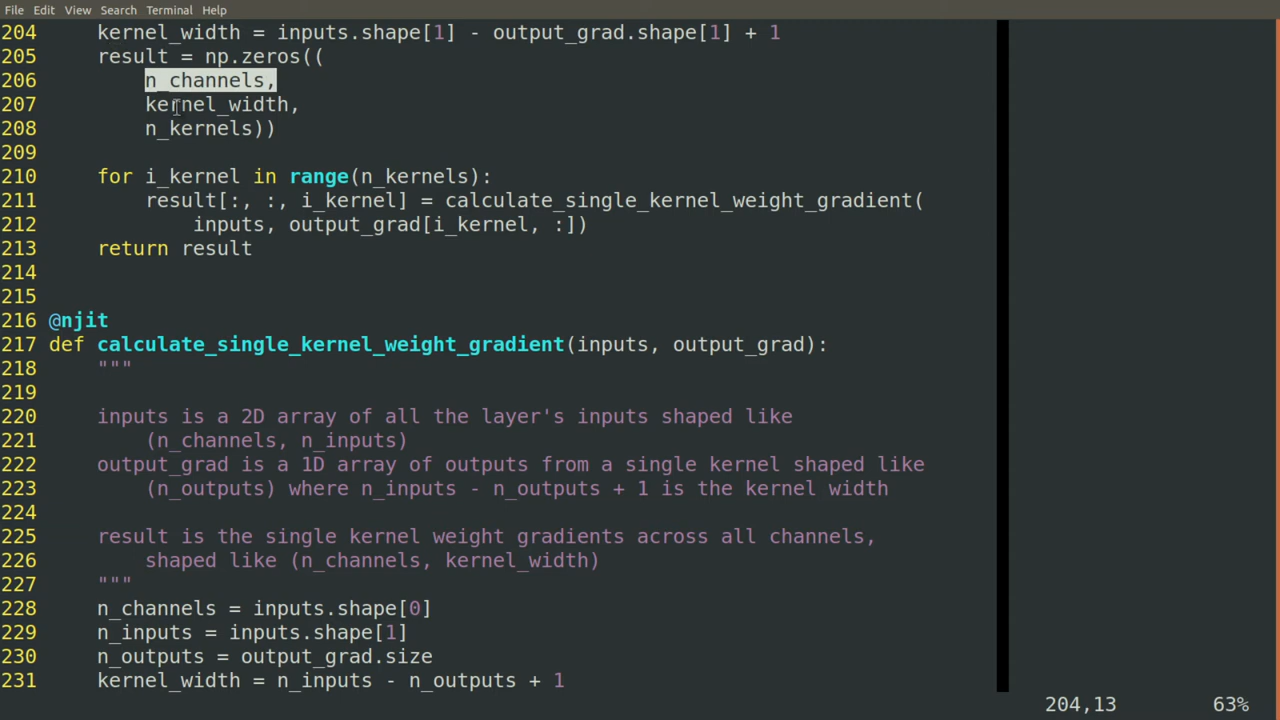 File Edit View Search Terminal Help
204     kernel_width = inputs.shape[1] - output_grad.shape[1] + 1
205     result = np.zeros((
206         n_channels,
207         kernel_width,
208         n_kernels))
209
210     for i_kernel in range(n_kernels):
211         result[:, :, i_kernel] = calculate_single_kernel_weight_gradient(
212             inputs, output_grad[i_kernel, :])
213     return result
214
215
216 @njit
217 def calculate_single_kernel_weight_gradient(inputs, output_grad):
218     """
219
220     inputs is a 2D array of all the layer's inputs shaped like
221         (n_channels, n_inputs)
222     output_grad is a 1D array of outputs from a single kernel shaped like
223         (n_outputs) where n_inputs - n_outputs + 1 is the kernel width
224
225     result is the single kernel weight gradients across all channels,
226         shaped like (n_channels, kernel_width)
227     """
228     n_channels = inputs.shape[0]
229     n_inputs = inputs.shape[1]
230     n_outputs = output_grad.size
231     kernel_width = n_inputs - n_outputs + 1
204,13 63%